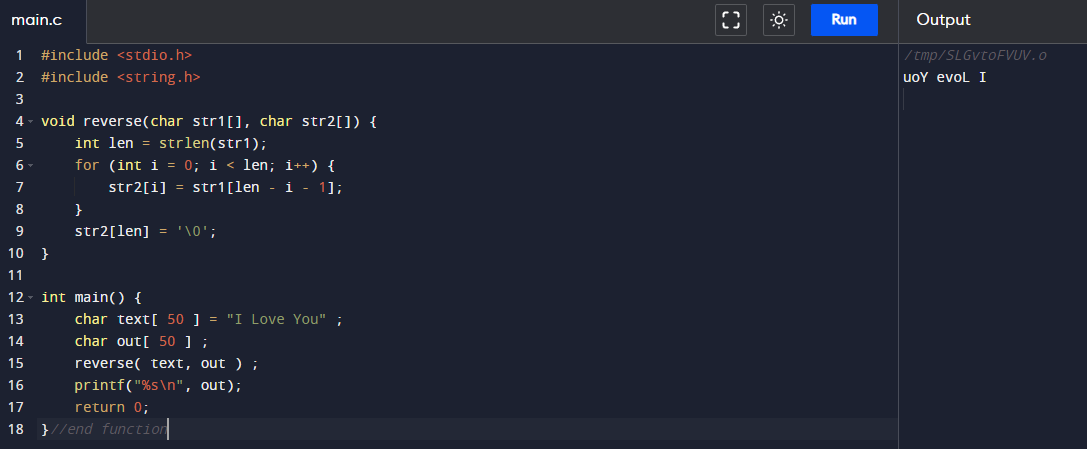 main.c Run Output
/tmp/SLGvtoFVUV.o
uoY evoL I
1 #include <stdio.h>
2 #include <string.h>
3
4 void reverse(char str1[], char str2[]) {
5     int len = strlen(str1);
6     for (int i = 0; i < len; i++) {
7         str2[i] = str1[len - i - 1];
8     }
9     str2[len] = '\0';
10 }
11
12 int main() {
13     char text[ 50 ] = "I Love You" ;
14     char out[ 50 ] ;
15     reverse( text, out ) ;
16     printf("%s\n", out);
17     return 0;
18 }//end function